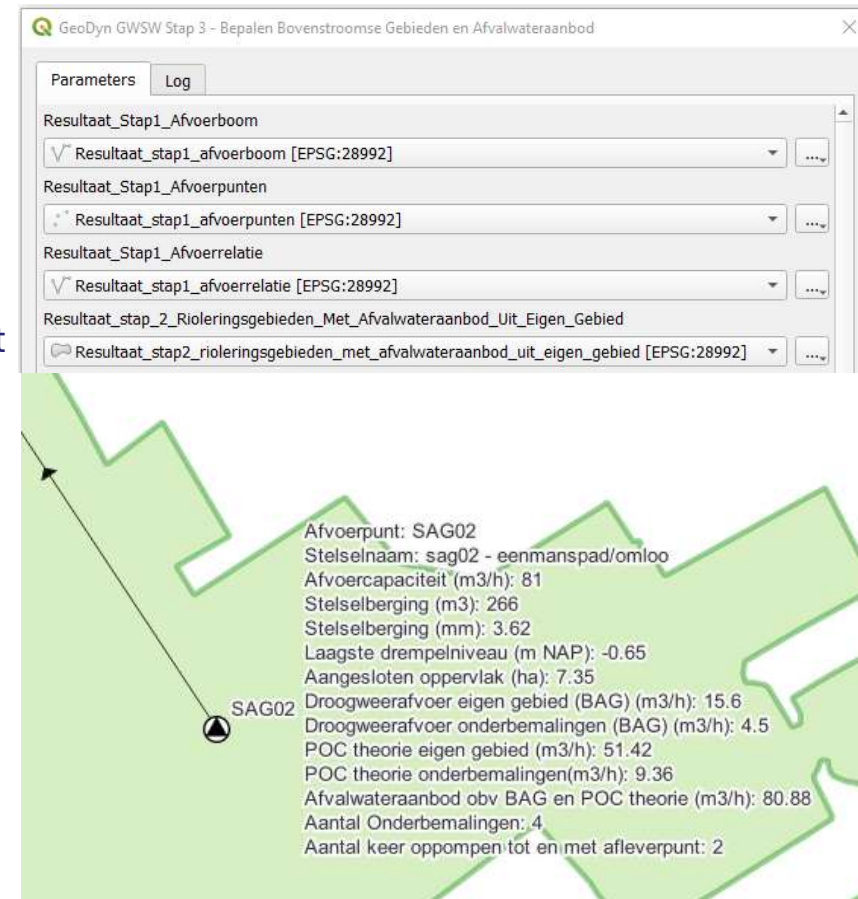 GeoDyn GWSW Stap 3 - Bepalen Bovenstroomse Gebieden en Afvalwateraanbod
Parameters
Log
Resultaat_Stap1_Afvoerboom
Resultaat_stap1_afvoerboom [EPSG:28992]
...
Resultaat_Stap1_Afvoerpunten
Resultaat_stap1_afvoerpunten [EPSG:28992]
...
Resultaat_Stap1_Afvoerrelatie
Resultaat_stap1_afvoerrelatie [EPSG:28992]
...
Resultaat_stap_2_Rioleringsgebieden_Met_Afvalwateraanbod_Uit_Eigen_Gebied
t
Resultaat_stap2_rioleringsgebieden_met_afvalwateraanbod_uit_eigen_gebied [EPSG:28992]
...
Afvoerpunt: SAG02
Stelselnaam: sag02 - eenmanspad/omloo
Afvoercapaciteit (m3/h): 81
Stelselberging (m3): 266
Stelselberging (mm): 3.62
Laagste drempelniveau (m NAP): -0.65
Aangesloten oppervlak (ha): 7.35
SAG02
Droogweerafvoer eigen gebied (BAG) (m3/h): 15.6
Droogweerafvoer onderbemalingen (BAG) (m3/h): 4.5
POC theorie eigen gebied (m3/h): 51.42
POC theorie onderbemalingen(m3/h): 9.36
Afvalwateraanbod obv BAG en POC theorie (m3/h): 80.88
Aantal Onderbemalingen: 4
Aantal keer oppompen tot en met afleverpunt: 2